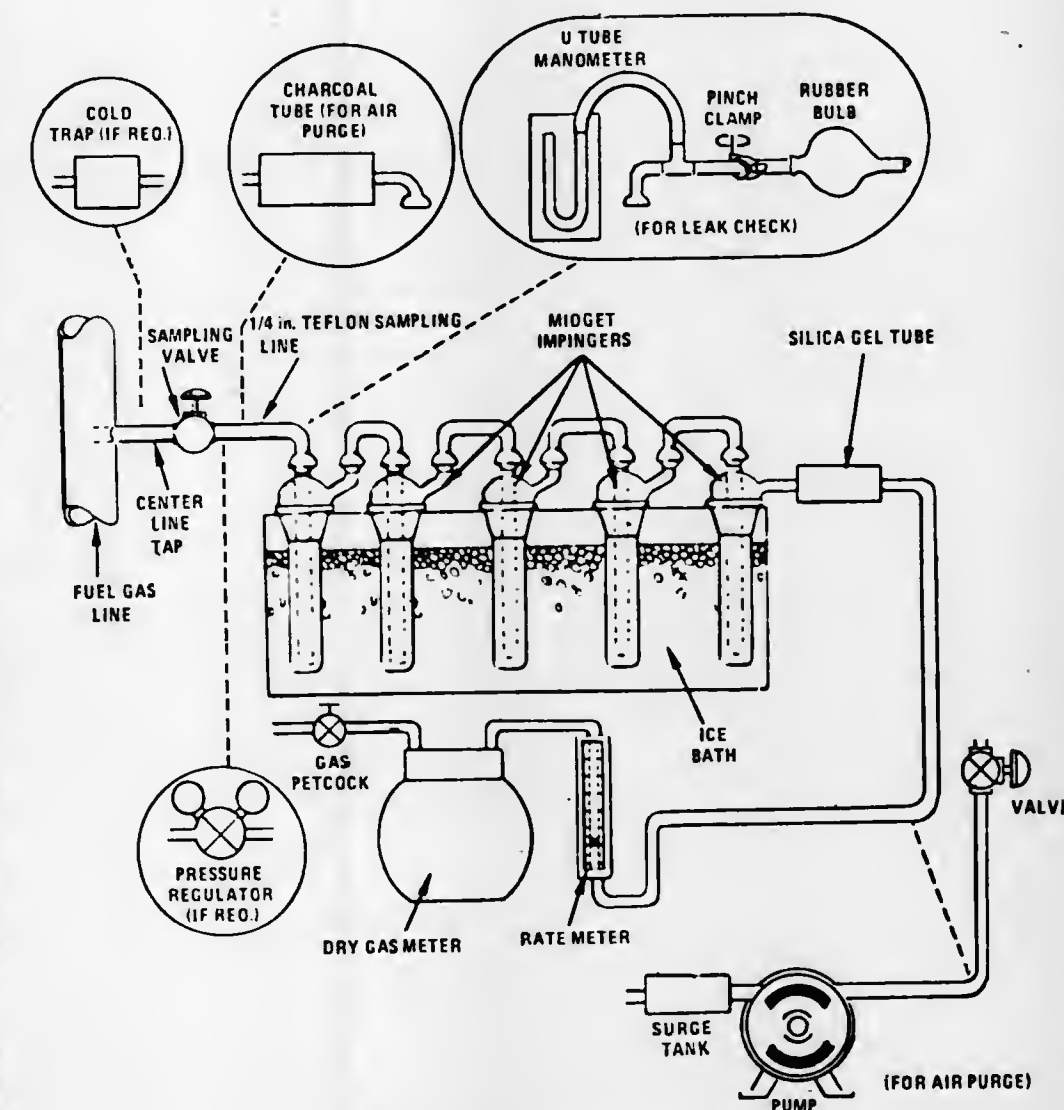 U TUBE
MANOMETER
COLD
TRAP (IF REQ.)
CHARCOAL
TUBE (FOR AIR
PURGE)
PINCH
CLAMP
RUBBER
BULB
(FOR LEAK CHECK)
SAMPLING
VALVE
1/4 in. TEFLON SAMPLING
LINE
MIDGET
IMPINGERS
SILICA GEL TUBE
CENTER
LINE
TAP
FUEL GAS
LINE
ICE
BATH
GAS
PETCOCK
VALVE
PRESSURE
REGULATOR
(IF REQ.)
DRY GAS METER
RATE METER
SURGE
TANK
PUMP
(FOR AIR PURGE)